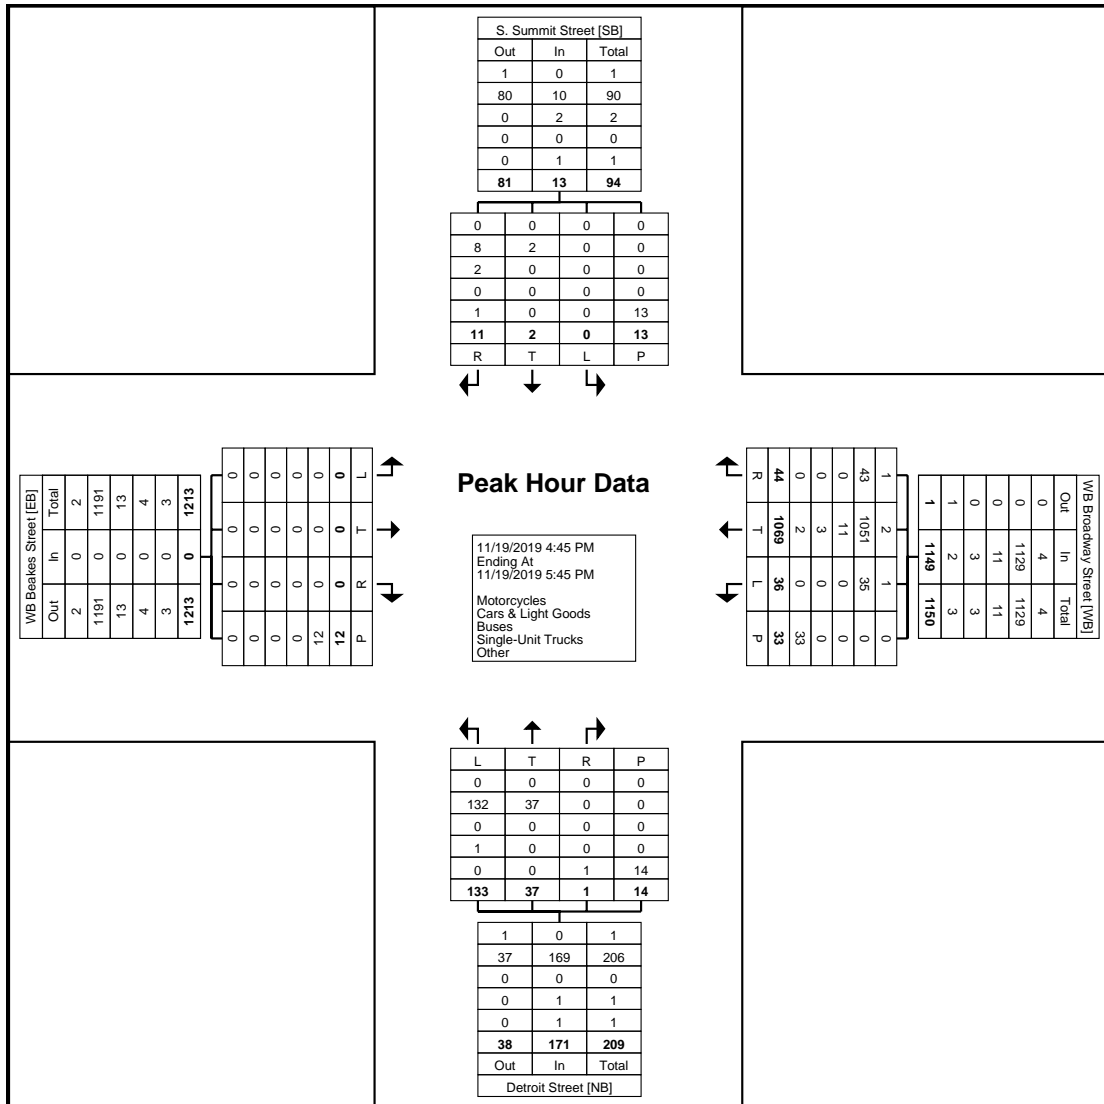 S. Summit Street [SB]
Out In Total
1 0 1
80 10 90
0 2 2
0 0 0
0 1 1
81 13 94
0 0 0 0
8 2 0 0
2 0 0 0
0 0 0 0
1 0 0 13
11 2 0 13
R T L P
WB Beakes Street [EB]
Total In Out
2 0 2
1191 0 1191
13 0 13
4 0 4
3 0 3
1213 0 1213
0 0 0 0
0 0 0 0
0 0 0 0
0 0 0 0
0 0 0 12
0 0 0 12
L T R P
Peak Hour Data
11/19/2019 4:45 PM
Ending At
11/19/2019 5:45 PM
Motorcycles
Cars & Light Goods
Buses
Single-Unit Trucks
Other
R T L P
44 1069 36 33
0 2 0 33
0 3 0 0
0 11 0 0
43 1051 35 0
1 2 1 0
1 1149 1150
1 2 3
0 3 3
0 11 11
0 1129 1129
0 4 4
Out In Total
WB Broadway Street [WB]
L T R P
0 0 0 0
132 37 0 0
0 0 0 0
1 0 0 0
0 0 1 14
133 37 1 14
1 0 1
37 169 206
0 0 0
0 1 1
0 1 1
38 171 209
Out In Total
Detroit Street [NB]